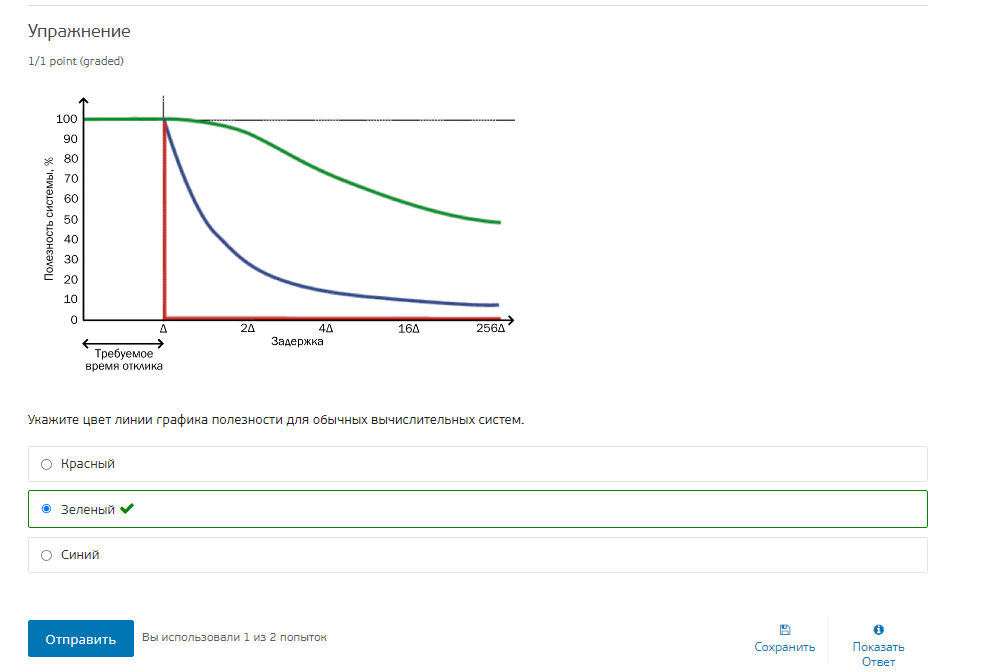 Упражнение
1/1 point (graded)
100
90
80
70
60
50
40
30
20
10
0
Полезность системы, %
Δ 2Δ 4Δ 16Δ 256Δ
Задержка
Требуемое
время отклика
Укажите цвет линии графика полезности для обычных вычислительных систем.
Красный
Зеленый
Синий
Отправить Вы использовали 1 из 2 попыток
Сохранить
Показать
Ответ